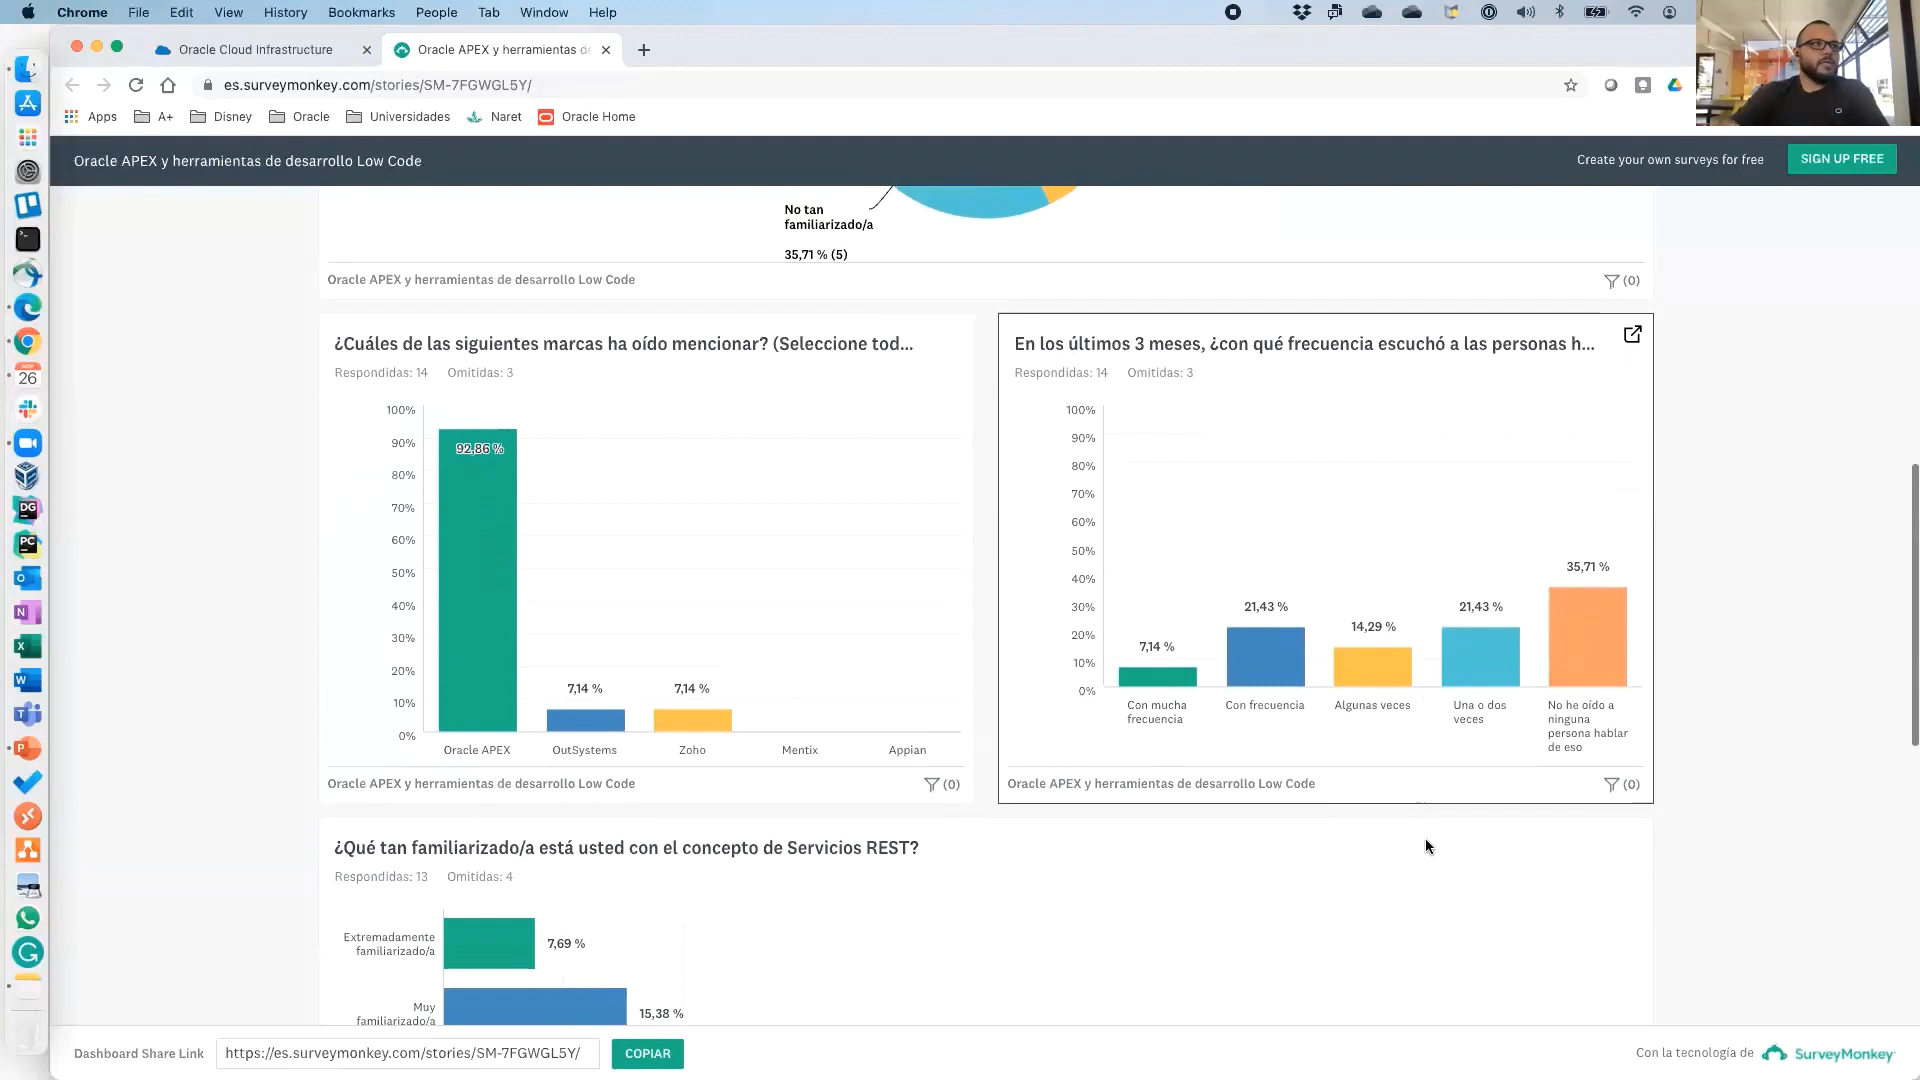 Chrome File Edit View History Bookmarks People Tab Window Help
Oracle Cloud Infrastructure
Oracle APEX y herramientas de
es.surveymonkey.com/stories/SM-7FGWGL5Y/
Apps A+ Disney Oracle Universidades Naret Oracle Home
Oracle APEX y herramientas de desarrollo Low Code
Create your own surveys for free
SIGN UP FREE
No tan
familiarizado/a
35,71 % (5)
Oracle APEX y herramientas de desarrollo Low Code
(0)
¿Cuáles de las siguientes marcas ha oído mencionar? (Seleccione tod...
Respondidas: 14 Omitidas: 3
100%
90%
80%
70%
60%
50%
40%
30%
20%
10%
0%
92,86 %
7,14 %
7,14 %
Oracle APEX
OutSystems
Zoho
Mentix
Appian
Oracle APEX y herramientas de desarrollo Low Code
(0)
En los últimos 3 meses, ¿con qué frecuencia escuchó a las personas h...
Respondidas: 14 Omitidas: 3
100%
90%
80%
70%
60%
50%
40%
30%
20%
10%
0%
7,14 %
21,43 %
14,29 %
21,43 %
35,71 %
Con mucha
frecuencia
Con frecuencia
Algunas veces
Una o dos
veces
No he oído a
ninguna
persona hablar
de eso
Oracle APEX y herramientas de desarrollo Low Code
(0)
¿Qué tan familiarizado/a está usted con el concepto de Servicios REST?
Respondidas: 13 Omitidas: 4
Extremadamente
familiarizado/a
7,69 %
Muy
familiarizado/a
15,38 %
Dashboard Share Link
https://es.surveymonkey.com/stories/SM-7FGWGL5Y/
COPIAR
Con la tecnología de
SurveyMonkey
NOV
26
DG
PC
O
N
X
W
T
P